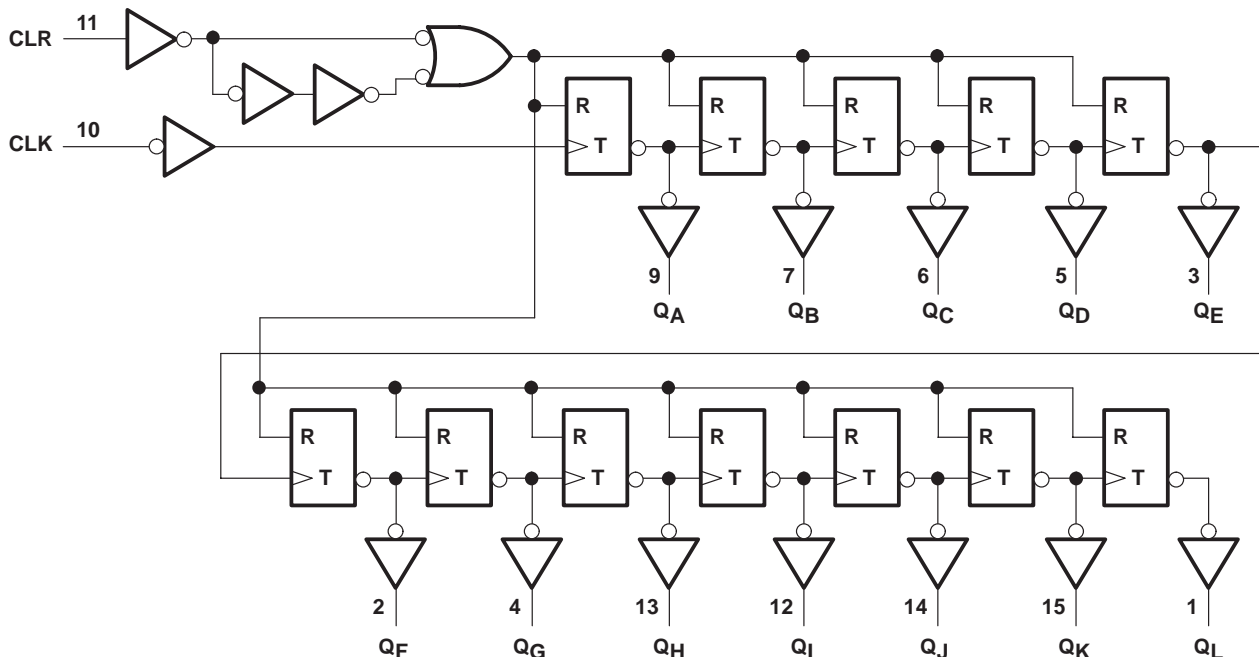 CLR 11
CLK 10
R R R R R
T T T T T
9 7 6 5 3
QA QB QC QD QE
R R R R R R R
T T T T T T T
2 4 13 12 14 15 1
QF QG QH QI QJ QK QL